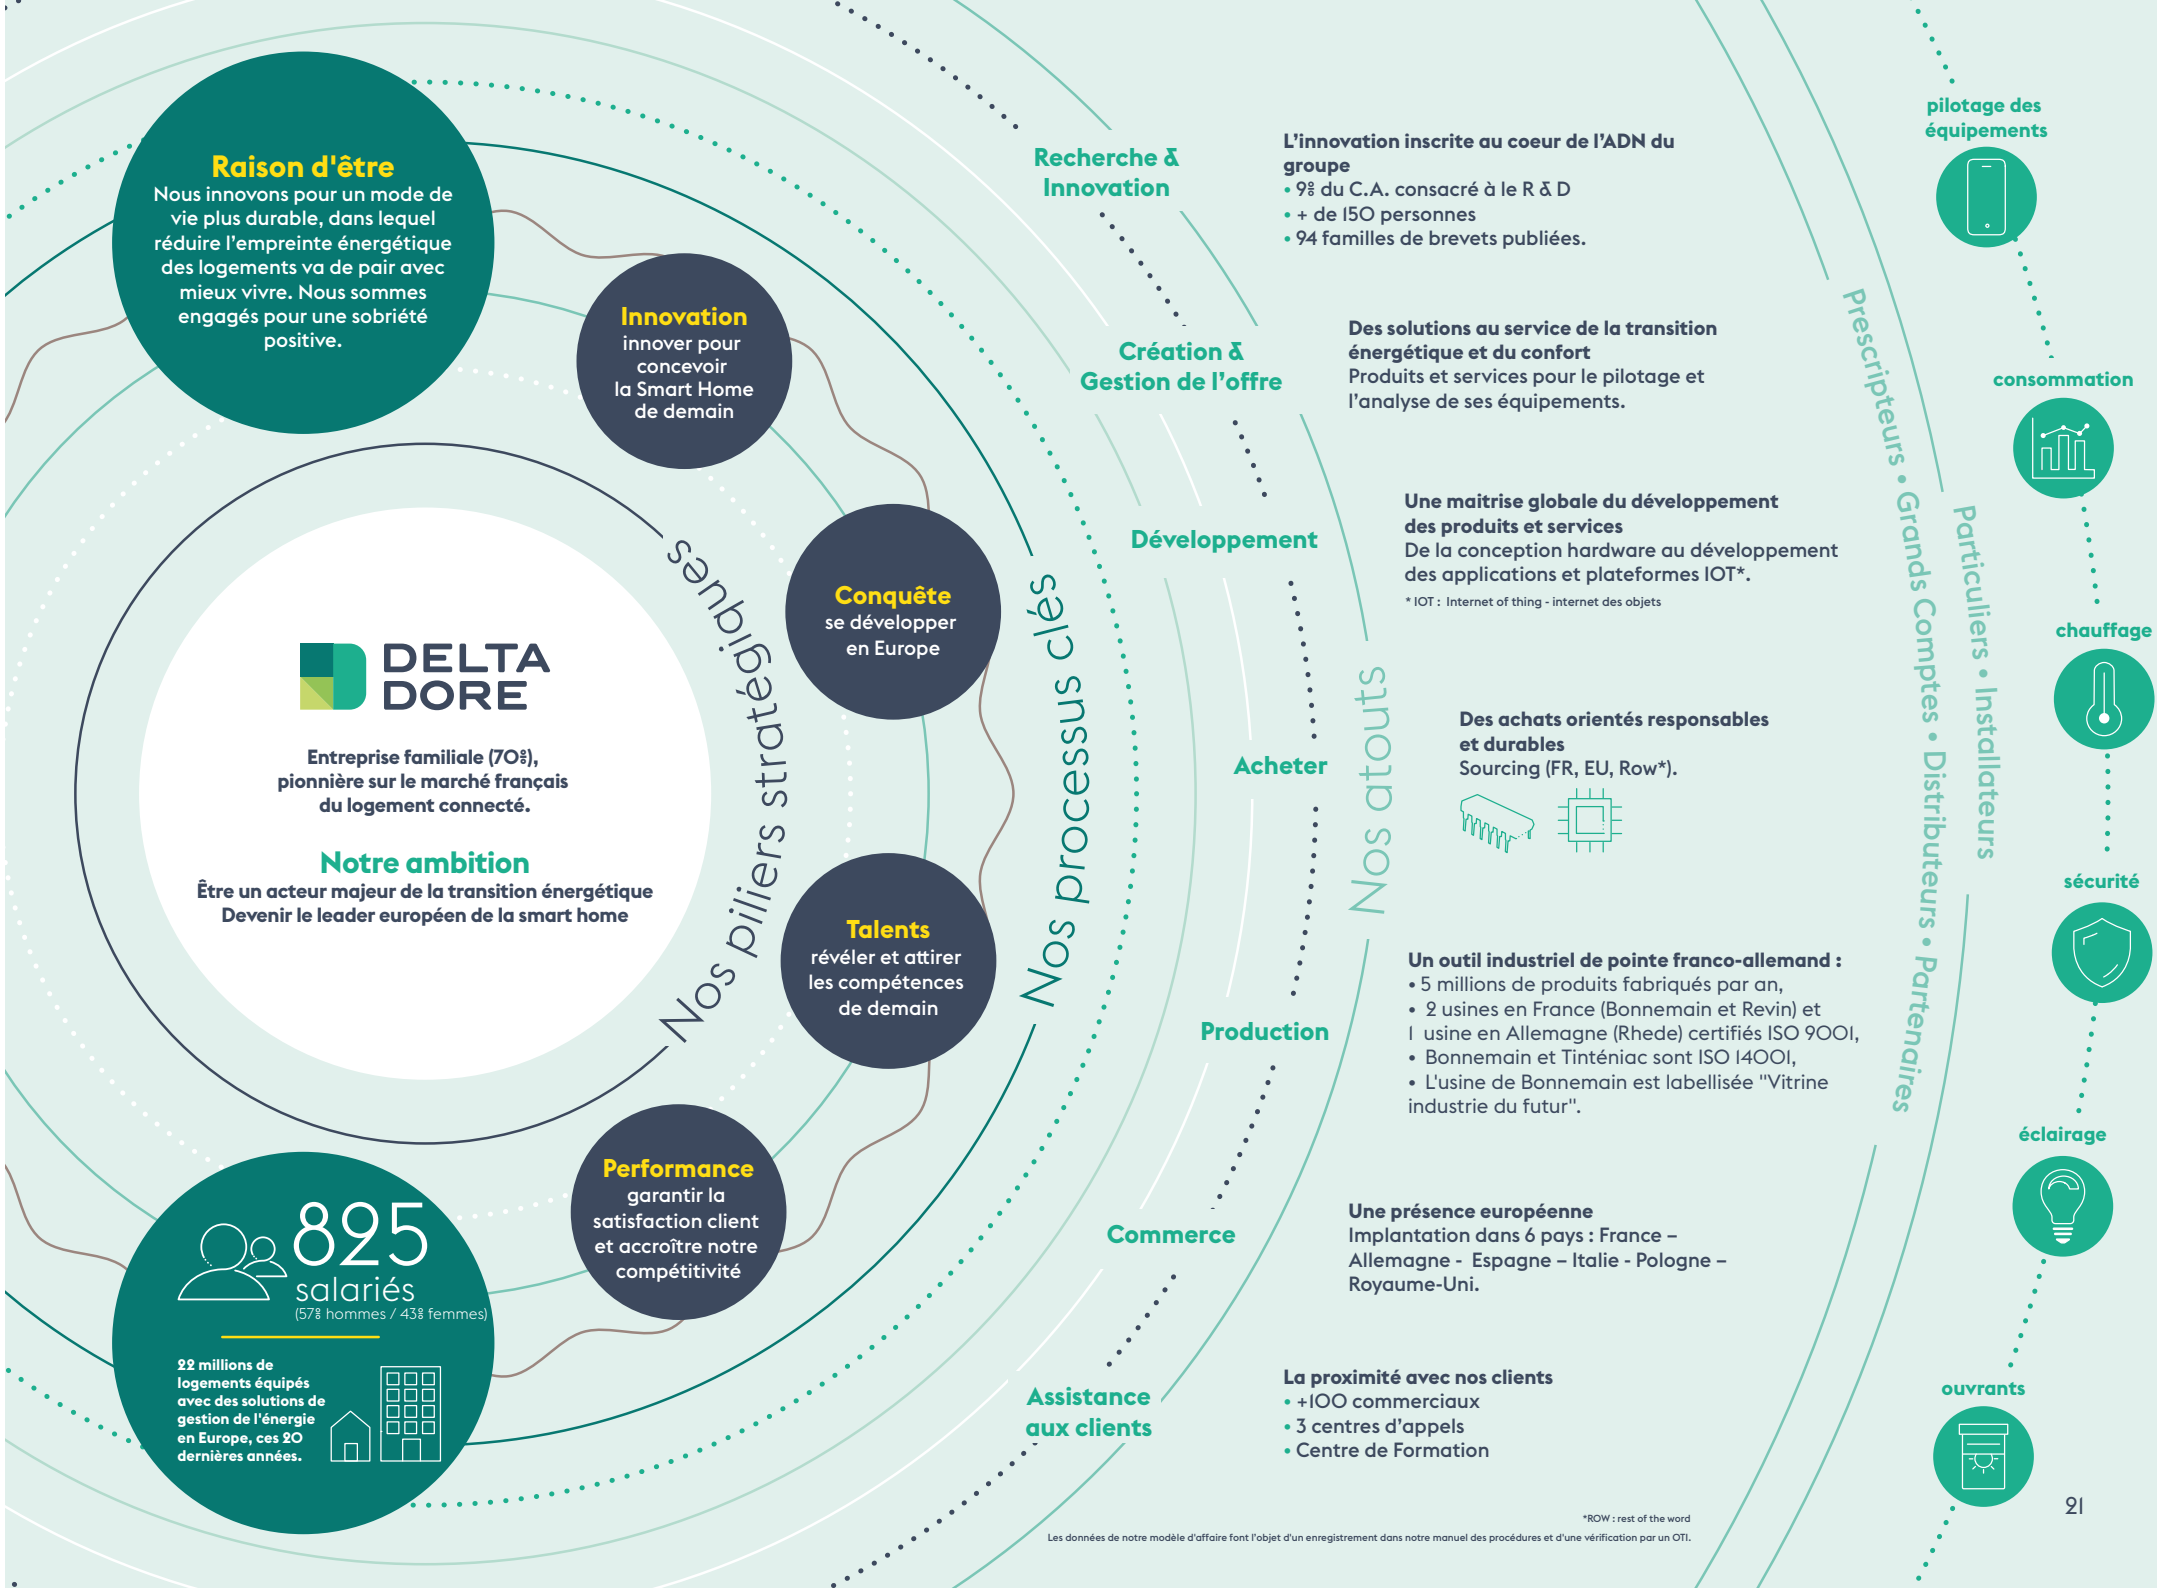 Raison d'être
Nous innovons pour un mode de
vie plus durable, dans lequel
réduire l'empreinte énergétique
des logements va de pair avec
mieux vivre. Nous sommes
engagés pour une sobriété
positive.
Innovation
innover pour
concevoir
la Smart Home
de demain
Conquête
se développer
en Europe
Talents
révéler et attirer
les compétences
de demain
Performance
garantir la
satisfaction client
et accroître notre
compétitivité
DELTA
DORE
Entreprise familiale (70%),
pionnière sur le marché français
du logement connecté.
Notre ambition
Être un acteur majeur de la transition énergétique
Devenir le leader européen de la smart home
Nos piliers stratégiques
825
salariés
(57% hommes / 43% femmes)
22 millions de
logements équipés
avec des solutions de
gestion de l'énergie
en Europe, ces 20
dernières années.
Nos processus clés
Recherche &
Innovation
Création &
Gestion de l'offre
Développement
Acheter
Production
Commerce
Assistance
aux clients
Nos atouts
L'innovation inscrite au coeur de l'ADN du
groupe
• 9% du C.A. consacré à le R & D
• + de 150 personnes
• 94 familles de brevets publiées.
Des solutions au service de la transition
énergétique et du confort
Produits et services pour le pilotage et
l'analyse de ses équipements.
Une maitrise globale du développement
des produits et services
De la conception hardware au développement
des applications et plateformes IOT*.
* IOT : Internet of thing - internet des objets
Des achats orientés responsables
et durables
Sourcing (FR, EU, Row*).
Un outil industriel de pointe franco-allemand :
• 5 millions de produits fabriqués par an,
• 2 usines en France (Bonnemain et Revin) et
1 usine en Allemagne (Rhede) certifiés ISO 9001,
• Bonnemain et Tinténiac sont ISO 14001,
• L'usine de Bonnemain est labellisée "Vitrine
industrie du futur".
Une présence européenne
Implantation dans 6 pays : France –
Allemagne - Espagne – Italie - Pologne –
Royaume-Uni.
La proximité avec nos clients
• +100 commerciaux
• 3 centres d'appels
• Centre de Formation
Prescripteurs • Grands Comptes • Distributeurs • Partenaires
Particuliers • Installateurs
pilotage des
équipements
consommation
chauffage
sécurité
éclairage
ouvrants
*ROW : rest of the word
Les données de notre modèle d'affaire font l'objet d'un enregistrement dans notre manuel des procédures et d'une vérification par un OTI.
21